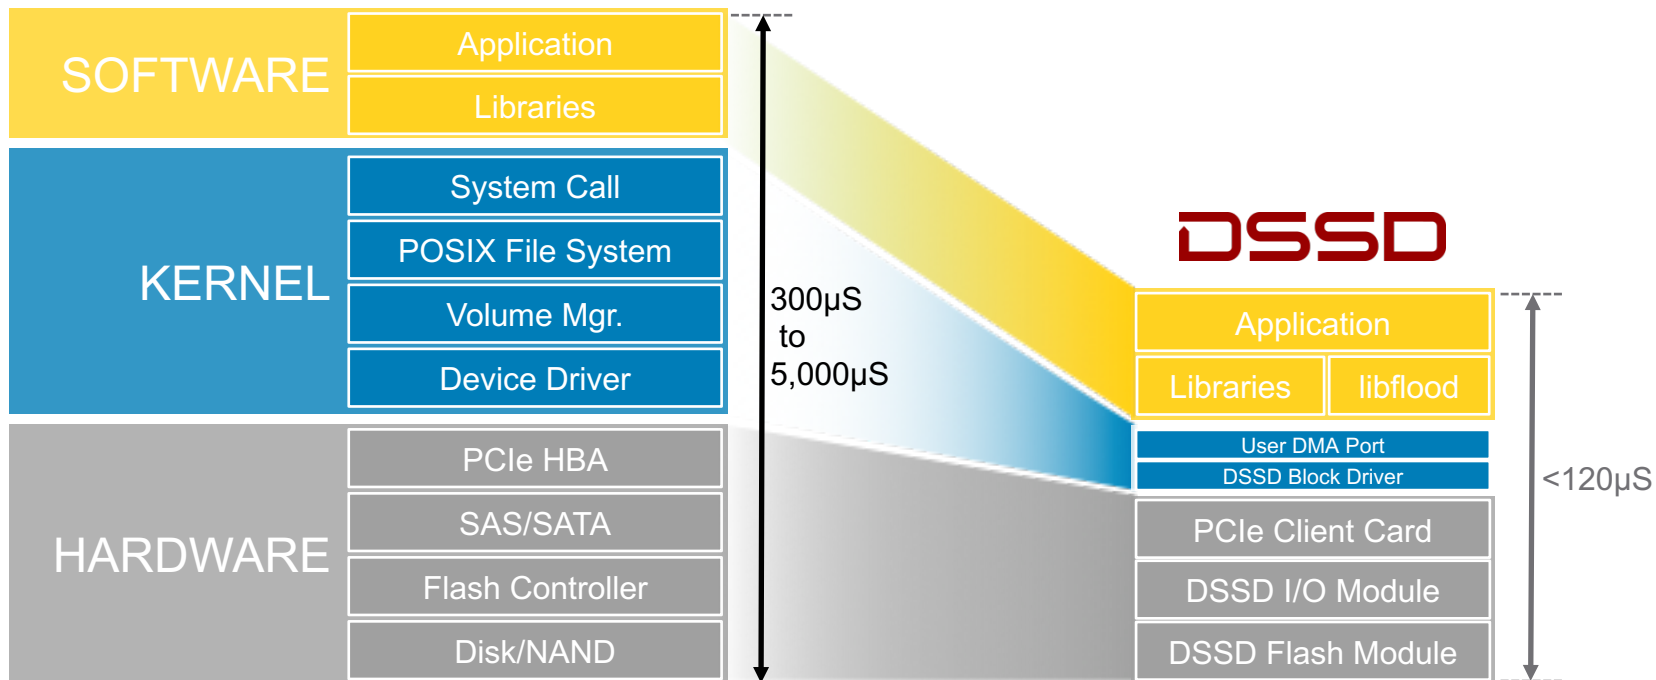 SOFTWARE
Application
Libraries
KERNEL
System Call
POSIX File System
Volume Mgr.
Device Driver
HARDWARE
PCIe HBA
SAS/SATA
Flash Controller
Disk/NAND
300µS
to
5,000µS
DSSD
Application
Libraries
libflood
User DMA Port
DSSD Block Driver
PCIe Client Card
DSSD I/O Module
DSSD Flash Module
<120µS